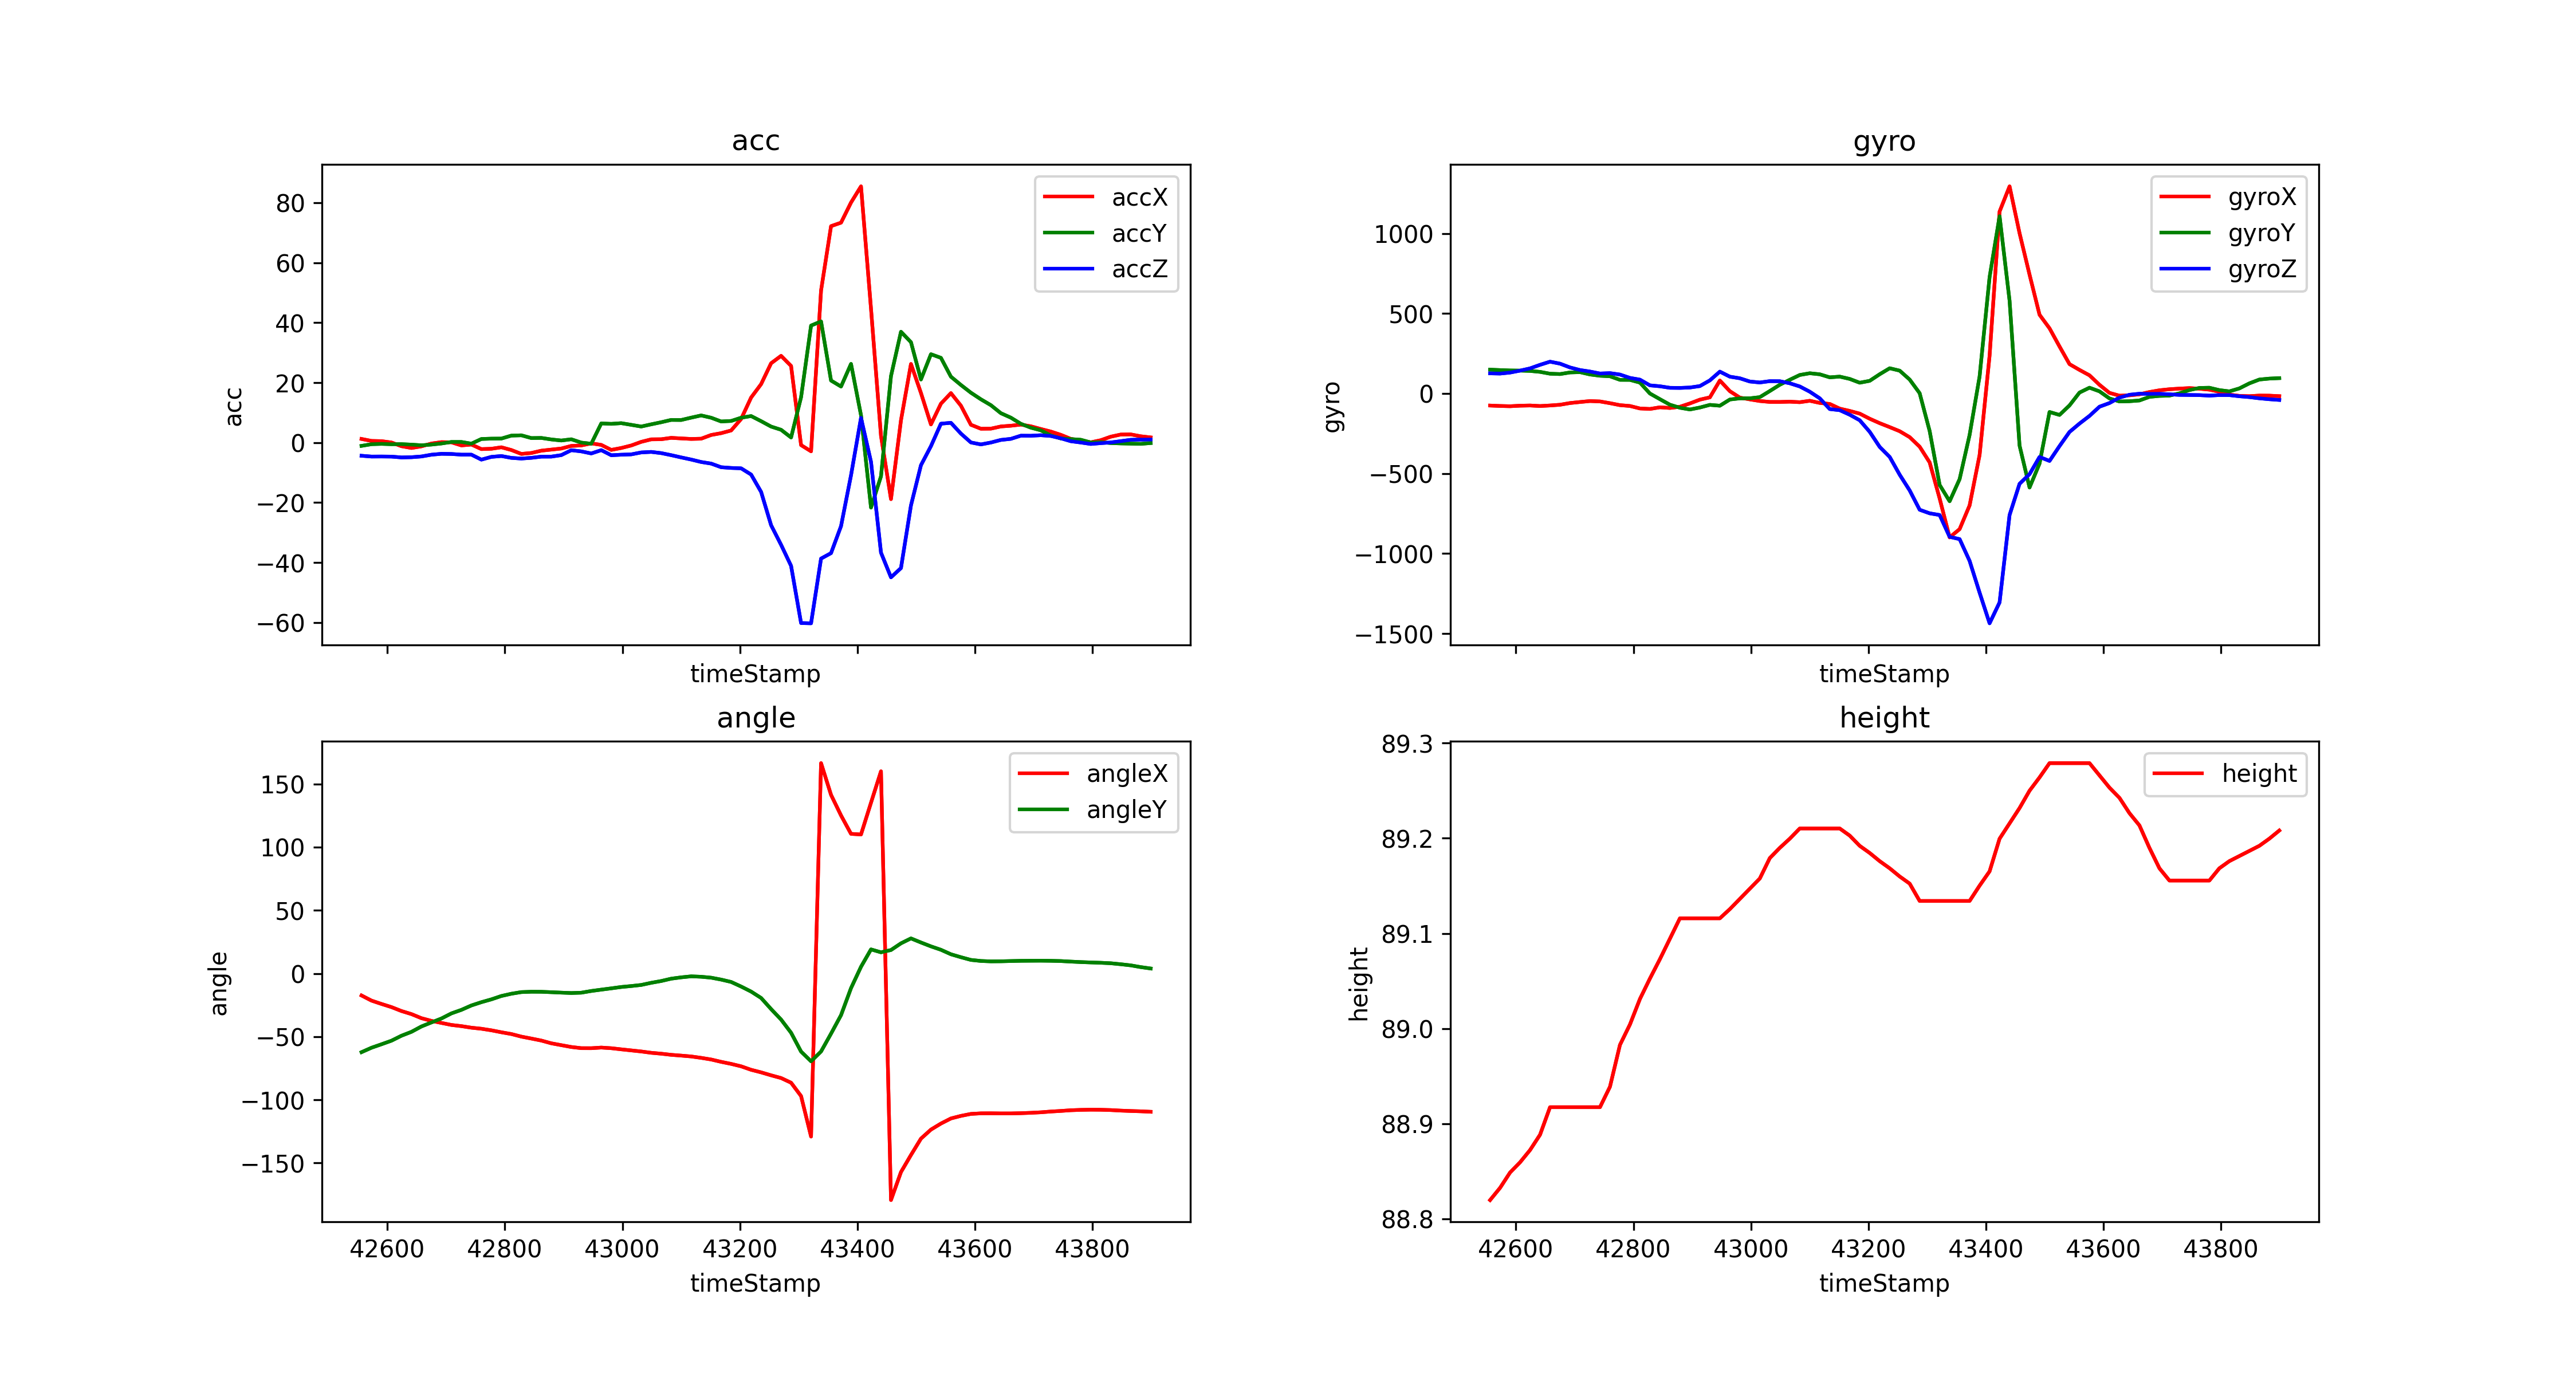 acc
80
60
40
20
0
−20
−40
−60
acc
accX
accY
accZ
timeStamp
gyro
1000
500
0
−500
−1000
−1500
gyro
gyroX
gyroY
gyroZ
timeStamp
angle
150
100
50
0
−50
−100
−150
angle
angleX
angleY
42600 42800 43000 43200 43400 43600 43800
timeStamp
height
89.3
89.2
89.1
89.0
88.9
88.8
height
height
42600 42800 43000 43200 43400 43600 43800
timeStamp